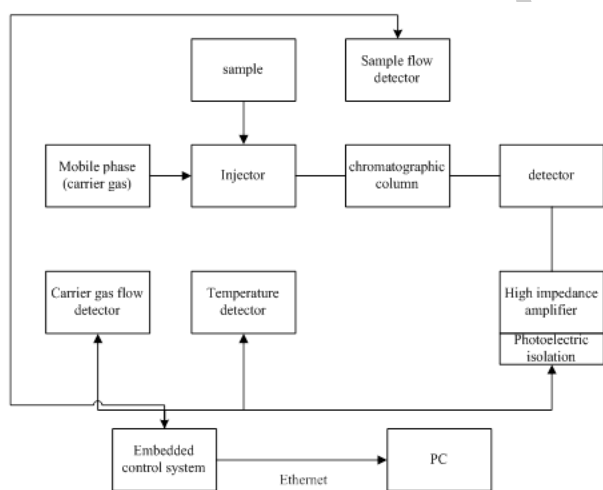 sample
Sample flow
detector
Mobile phase
(carrier gas)
Injector
chromatographic
column
detector
Carrier gas flow
detector
Temperature
detector
High impedance
amplifier
Photoelectric
isolation
Embedded
control system
Ethernet
PC